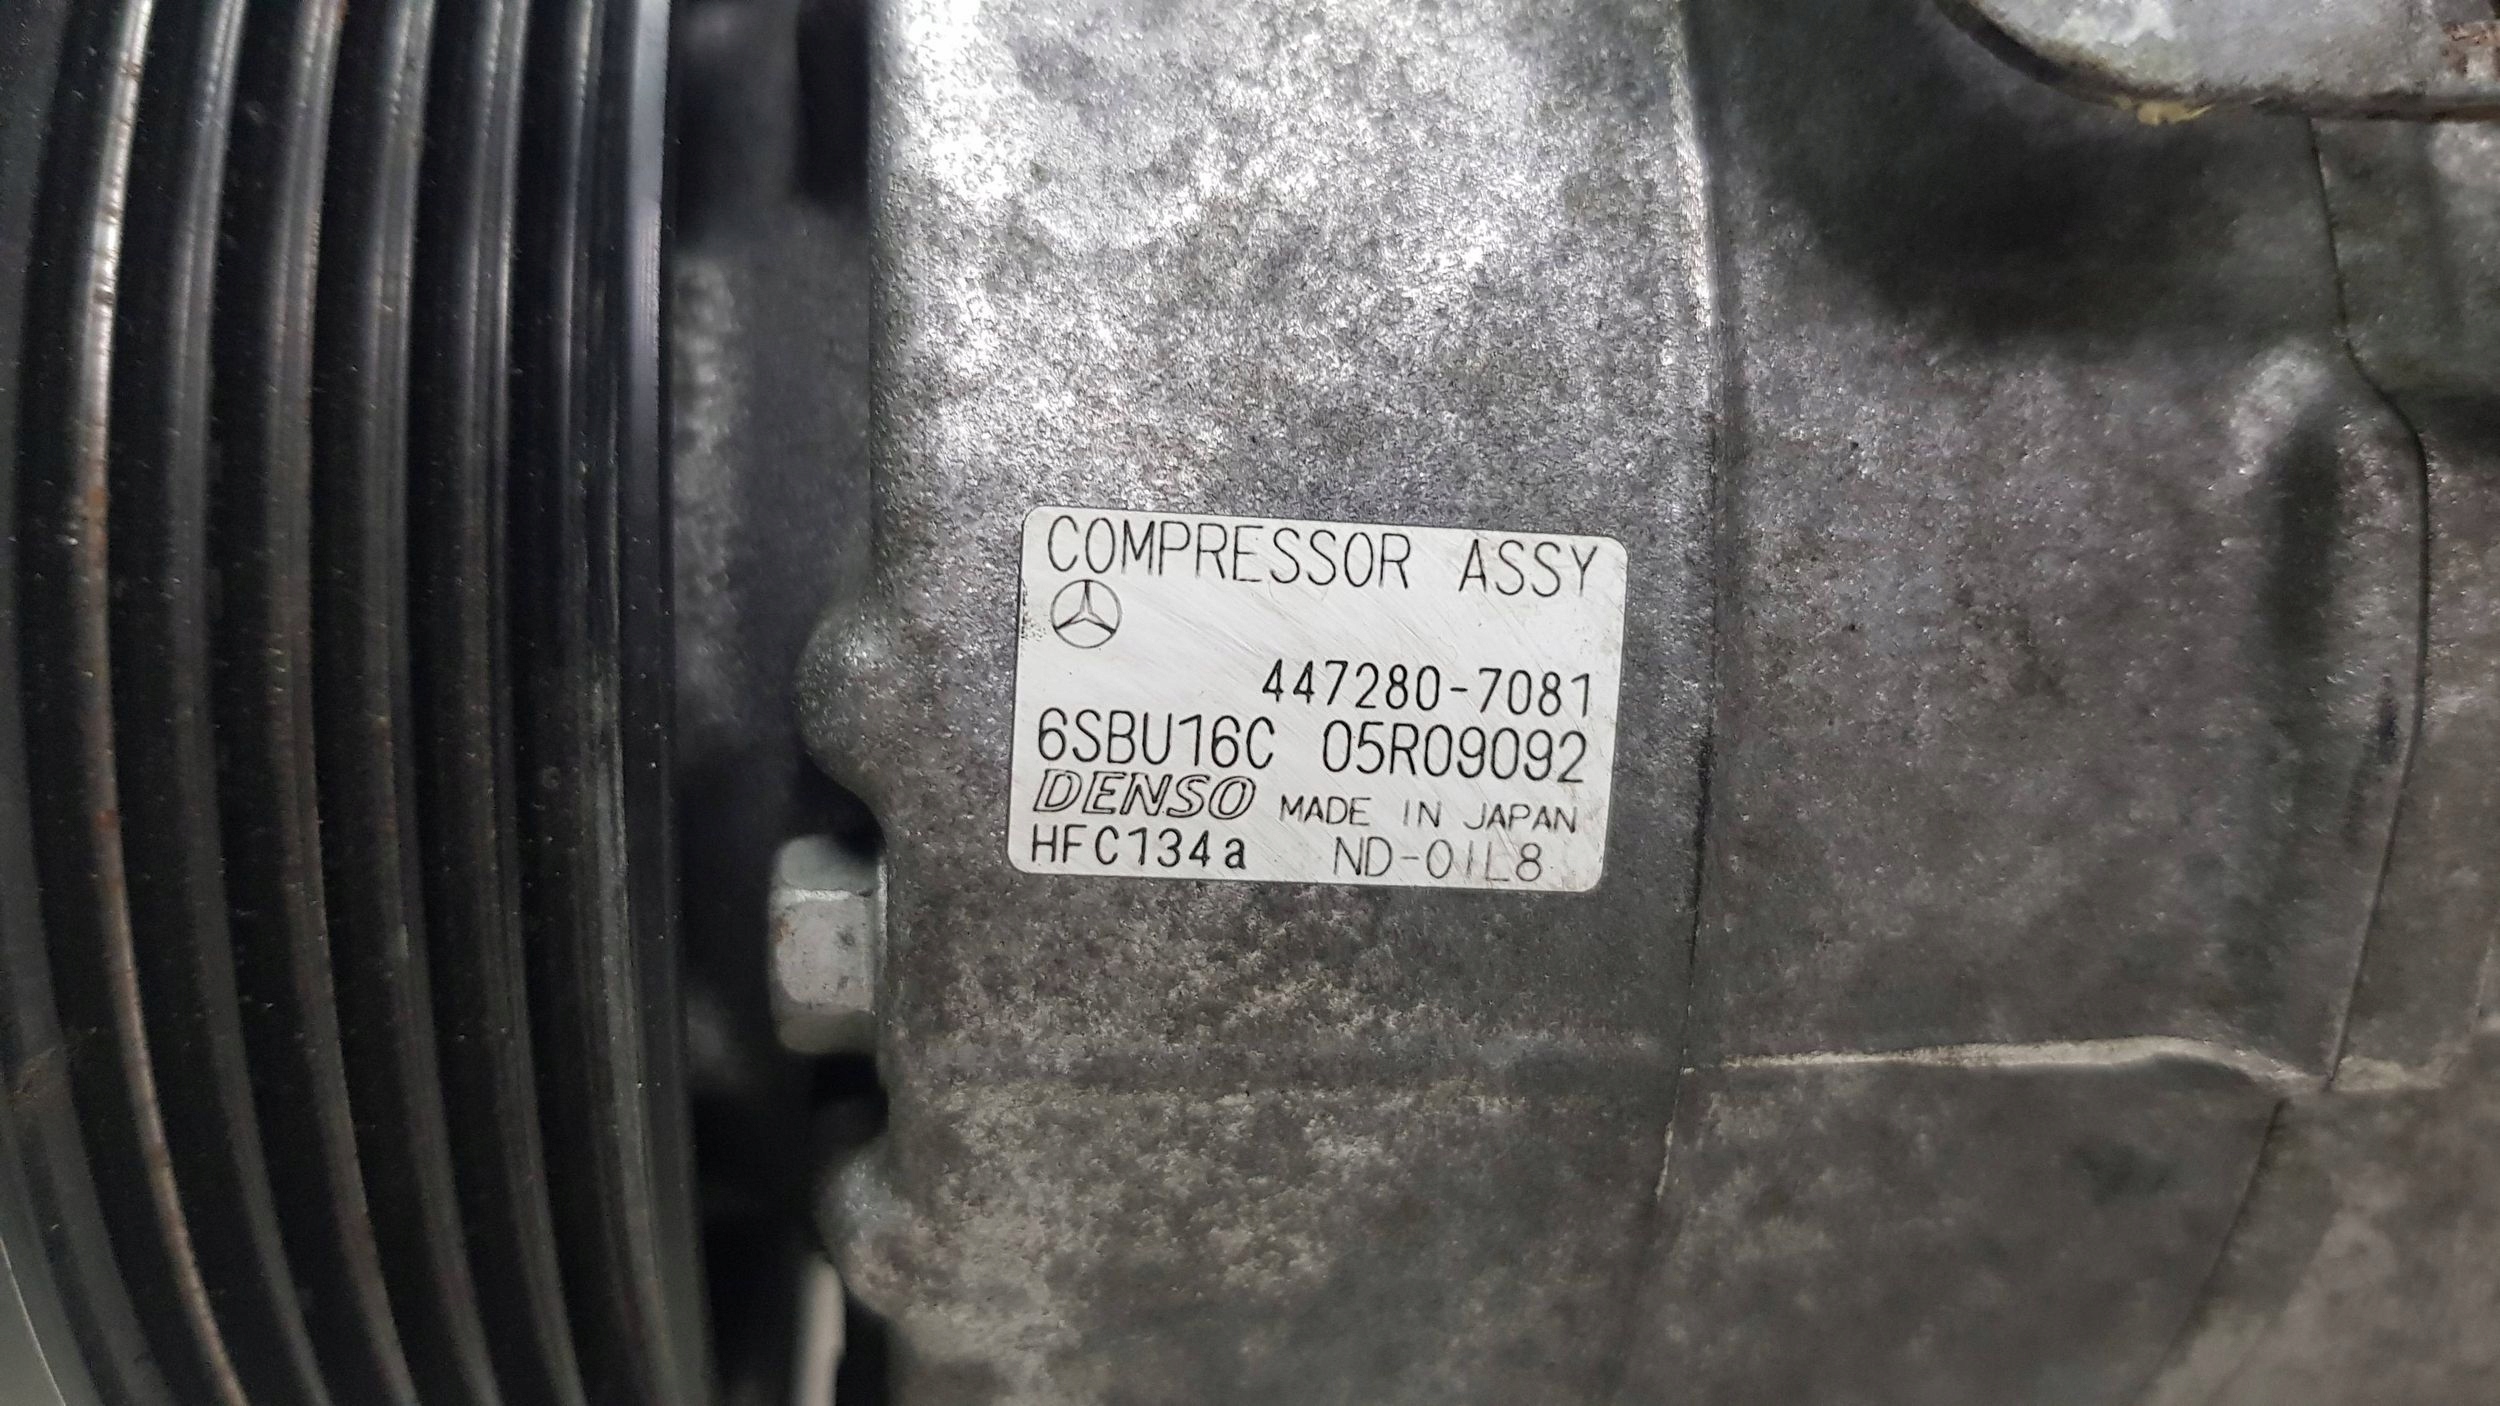 COMPRESSOR ASSY
447280-7081
6SBU16C 05R09092
DENSO MADE IN JAPAN
HFC134a ND-OIL8